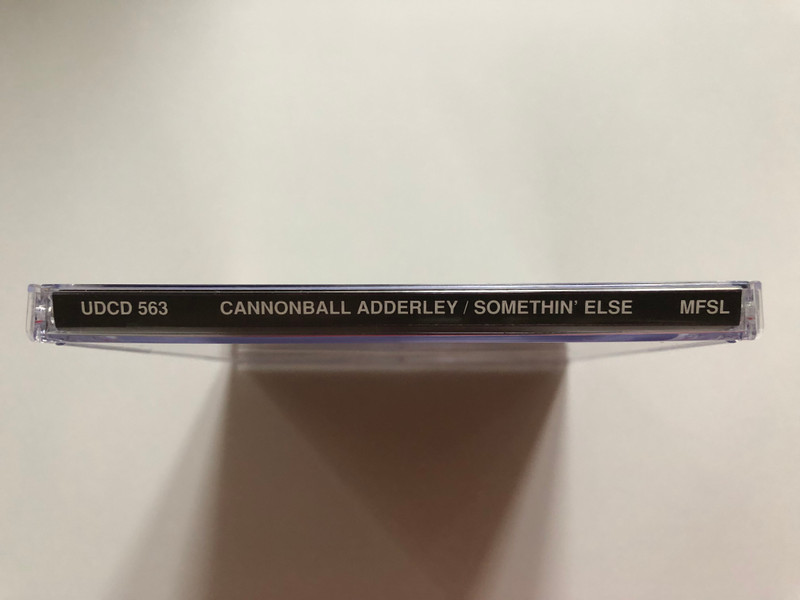 UDCD 563 CANNONBALL ADDERLEY / SOMETHIN' ELSE MFSL